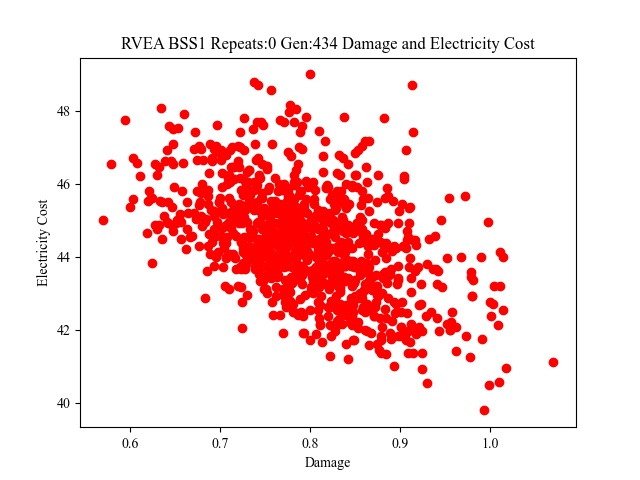 RVEA BSS1 Repeats:0 Gen:434 Damage and Electricity Cost
48
46
44
42
40
Electricity Cost
0.6 0.7 0.8 0.9 1.0
Damage